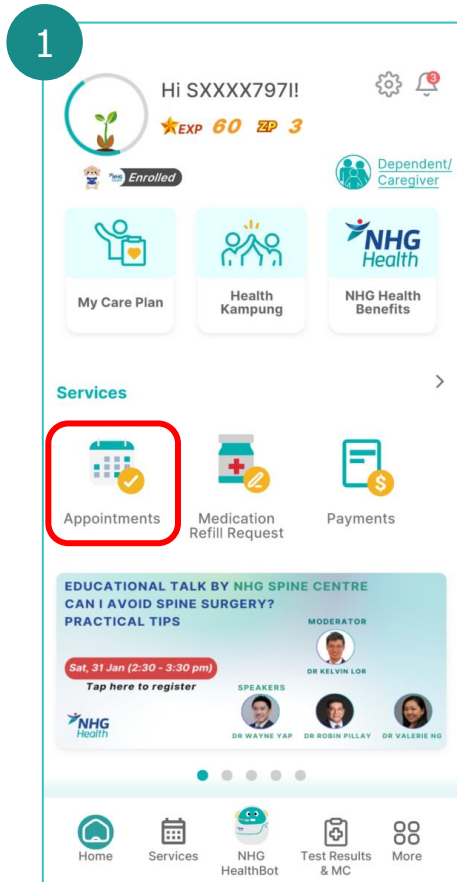 1
Hi SXXXX797I!
3
EXP 60 ZP 3
NHG Health Enrolled
Dependent/
Caregiver
NHG
Health
My Care Plan
Health
Kampung
NHG Health
Benefits
Services
>
Appointments
Medication
Refill Request
Payments
EDUCATIONAL TALK BY NHG SPINE CENTRE
CAN I AVOID SPINE SURGERY?
PRACTICAL TIPS
MODERATOR
DR KELVIN LOR
Sat, 31 Jan (2:30 - 3:30 pm)
Tap here to register
SPEAKERS
NHG
Health
DR WAYNE YAP
DR ROBIN PILLAY
DR VALERIE NG
Home
Services
NHG
HealthBot
Test Results
& MC
More